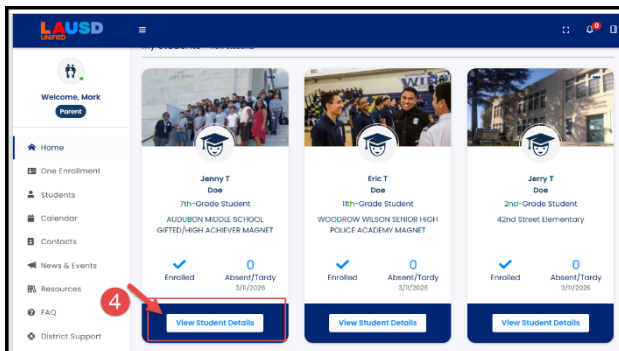 LAUSD
UNIFIED
0
Welcome, Mark
Parent
Home
One Enrollment
Students
Calendar
Contacts
News & Events
Resources
FAQ
District Support
My Students
Jenny T
Doe
7th-Grade Student
AUDUBON MIDDLE SCHOOL
GIFTED/HIGH ACHIEVER MAGNET
Enrolled
0
Absent/Tardy
3/11/2026
4
View Student Details
Eric T
Doe
11th-Grade Student
WOODROW WILSON SENIOR HIGH
POLICE ACADEMY MAGNET
Enrolled
0
Absent/Tardy
3/11/2026
View Student Details
Jerry T
Doe
2nd-Grade Student
42nd Street Elementary
Enrolled
0
Absent/Tardy
3/11/2026
View Student Details